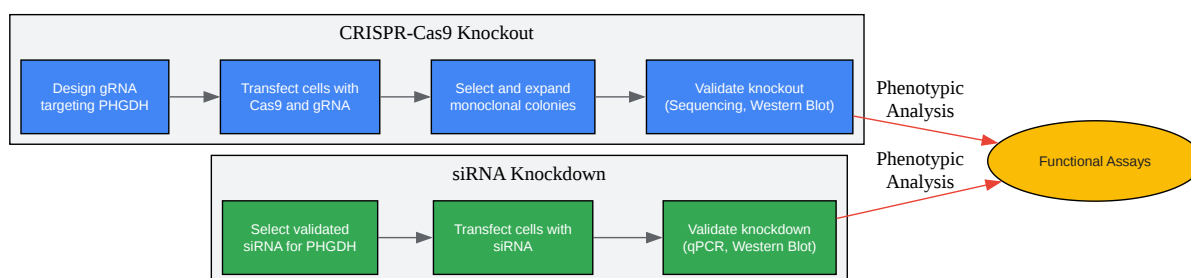 CRISPR-Cas9 Knockout
Design gRNA
targeting PHGDH
Transfect cells with
Cas9 and gRNA
Select and expand
monoclonal colonies
Validate knockout
(Sequencing, Western Blot)
Phenotypic
Analysis
siRNA Knockdown
Select validated
siRNA for PHGDH
Transfect cells with
siRNA
Validate knockdown
(qPCR, Western Blot)
Phenotypic
Analysis
Functional Assays